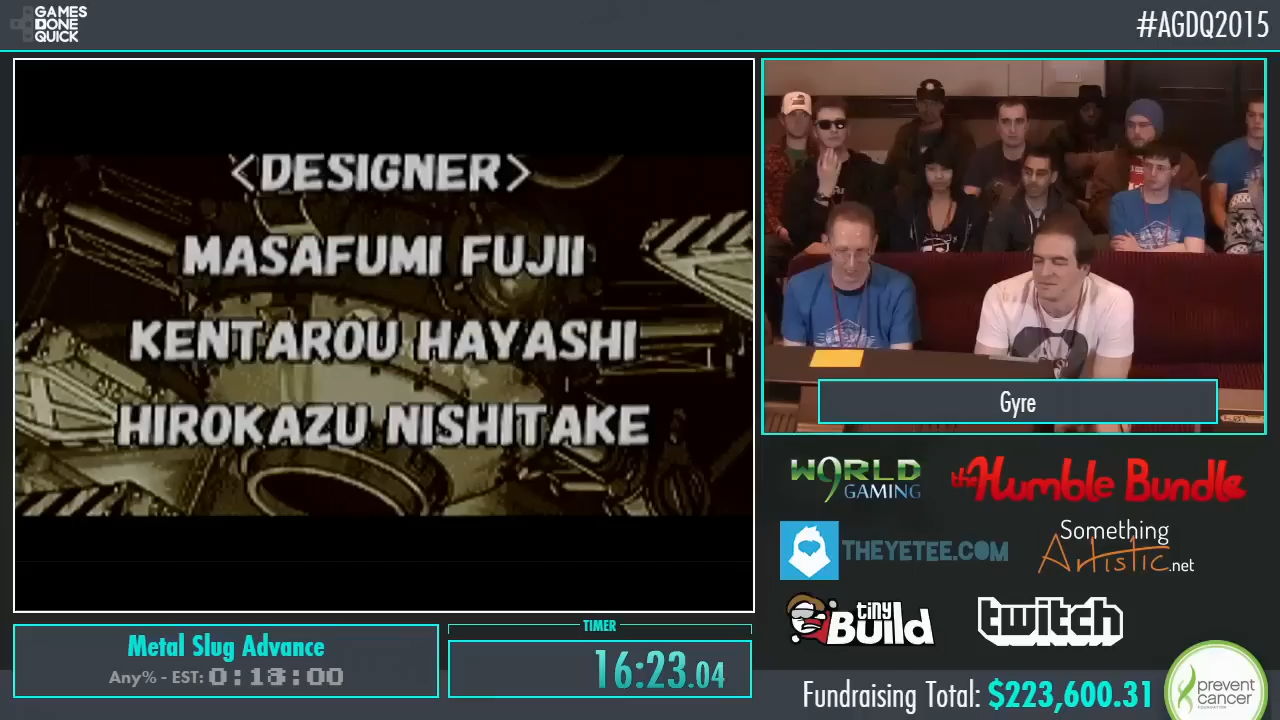 GAMES
DONE
QUICK
#AGDQ2015
<DESIGNER>
MASAFUMI FUJII
KENTAROU HAYASHI
HIROKAZU NISHITAKE
Gyre
W9RLD
GAMING
the Humble Bundle
THEYETEE.COM
Something
Artistic.net
tiny
Build
twitch
Metal Slug Advance
Any% - EST: 0:18:00
TIMER
16:23.04
Fundraising Total: $223,600.31
prevent
cancer